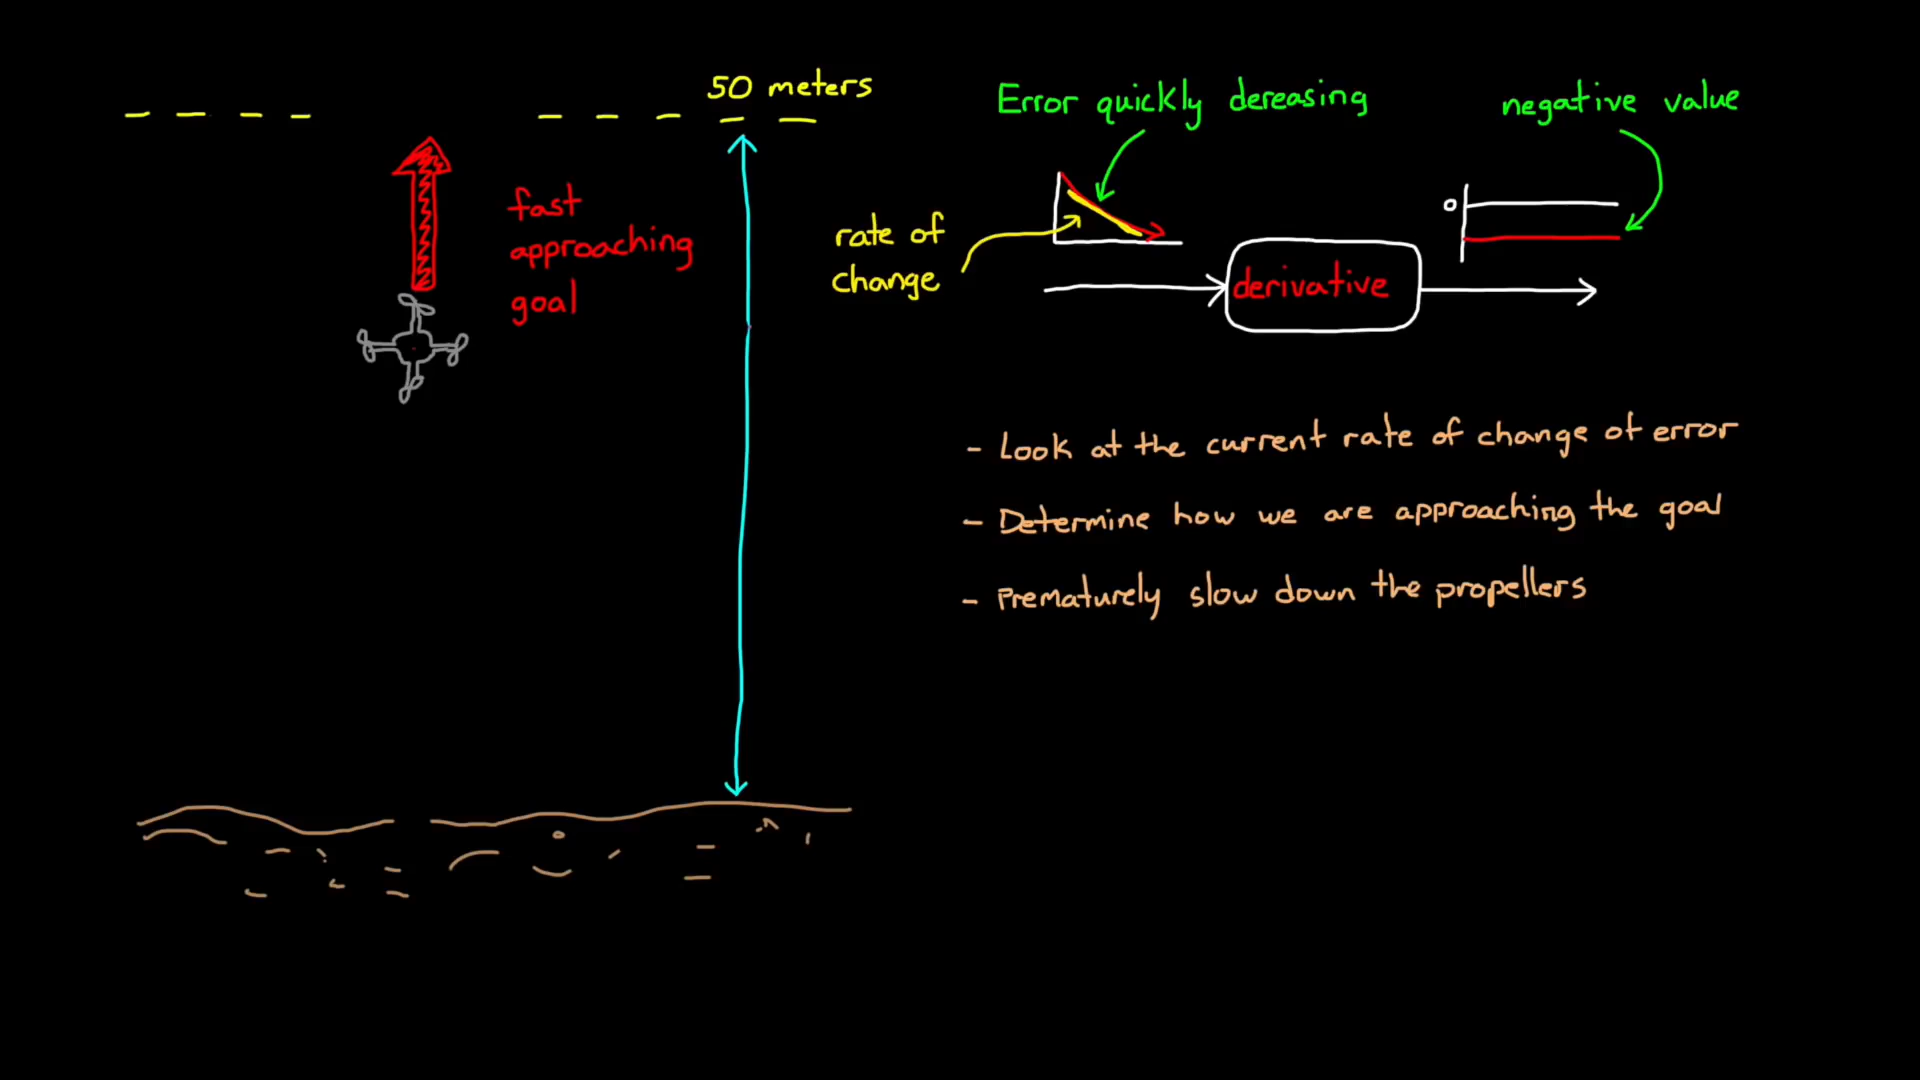 50 meters
fast
approaching
goal
Error quickly dereasing
negative value
rate of
change
0
derivative
- Look at the current rate of change of error
- Determine how we are approaching the goal
- Prematurely slow down the propellers